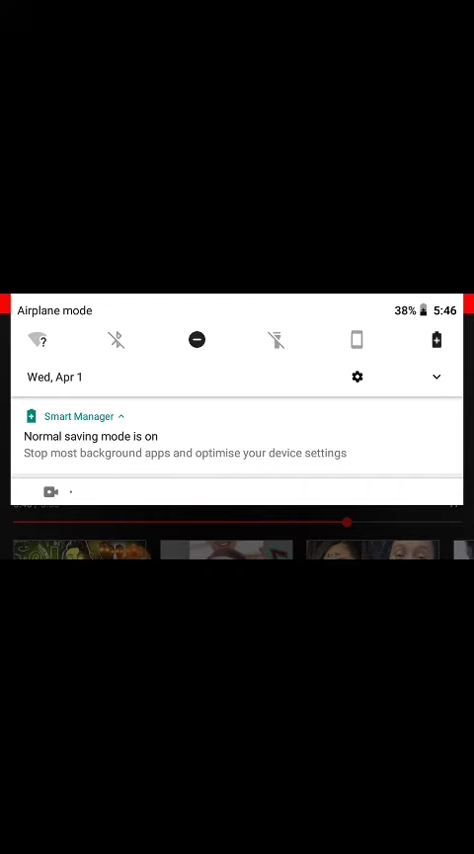 Airplane mode
38% 5:46
Wed, Apr 1
Smart Manager
Normal saving mode is on
Stop most background apps and optimise your device settings